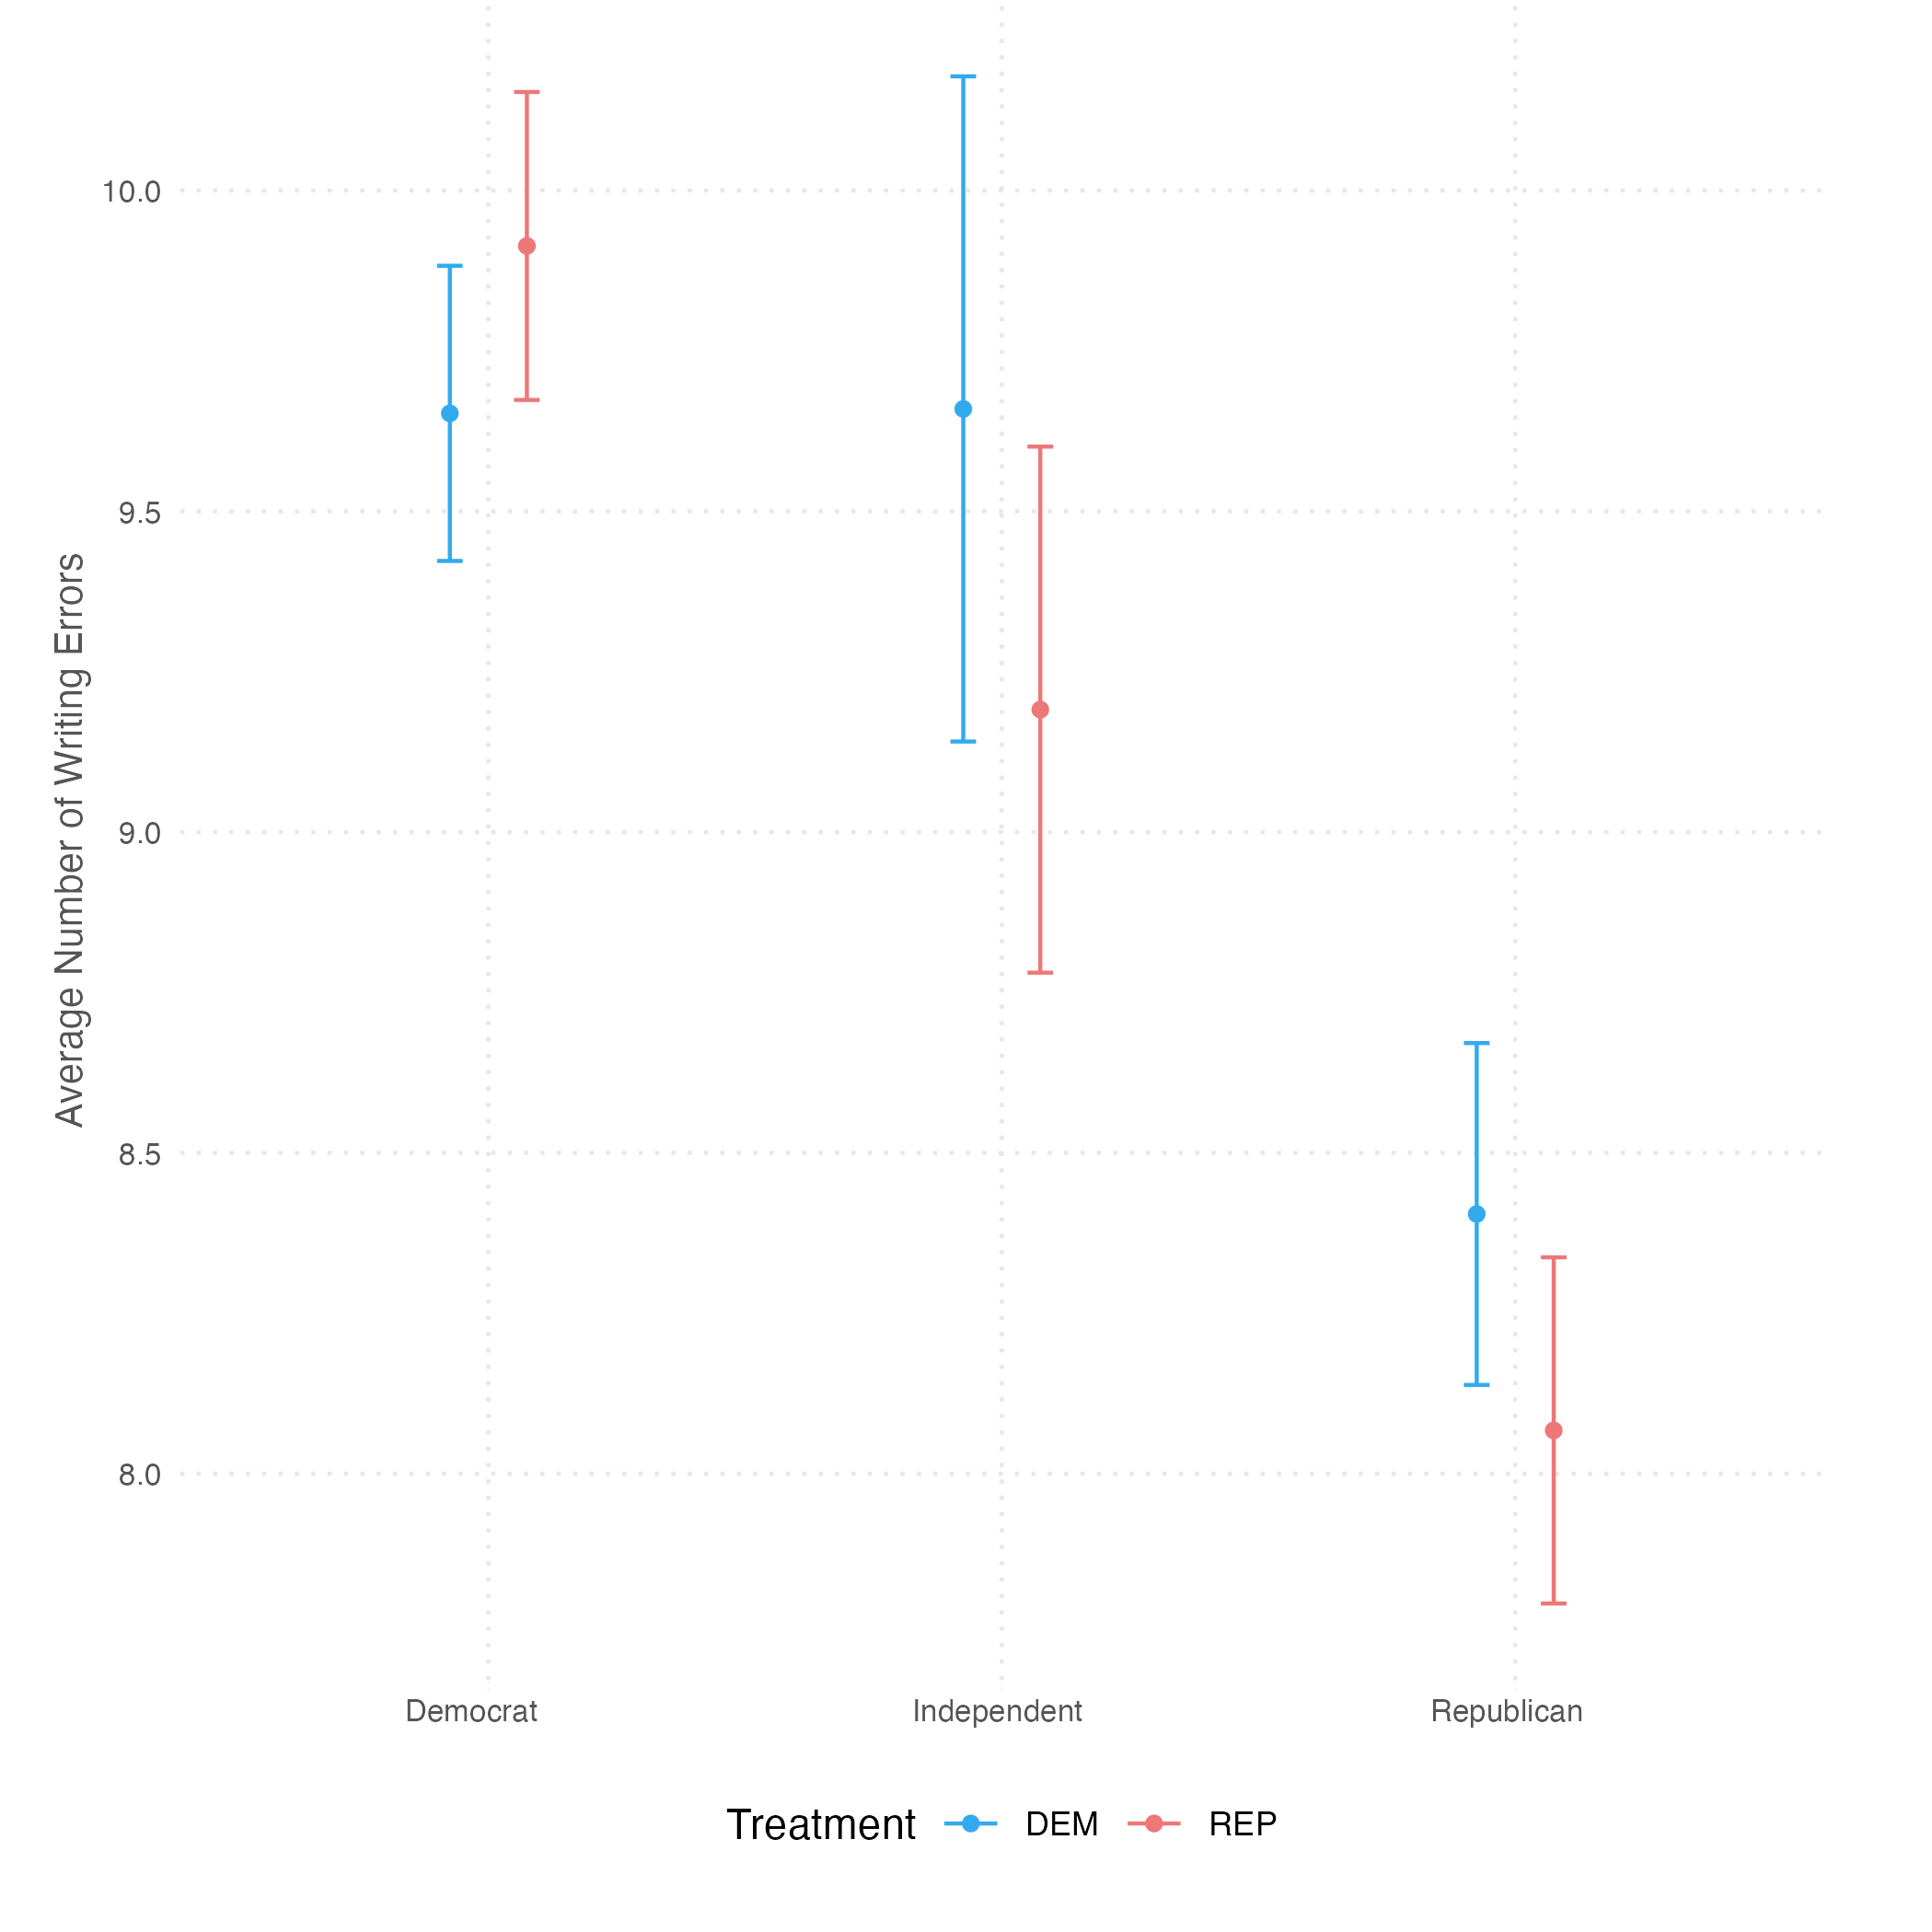 Average Number of Writing Errors
10.0
9.5
9.0
8.5
8.0
Democrat Independent Republican
Treatment DEM REP